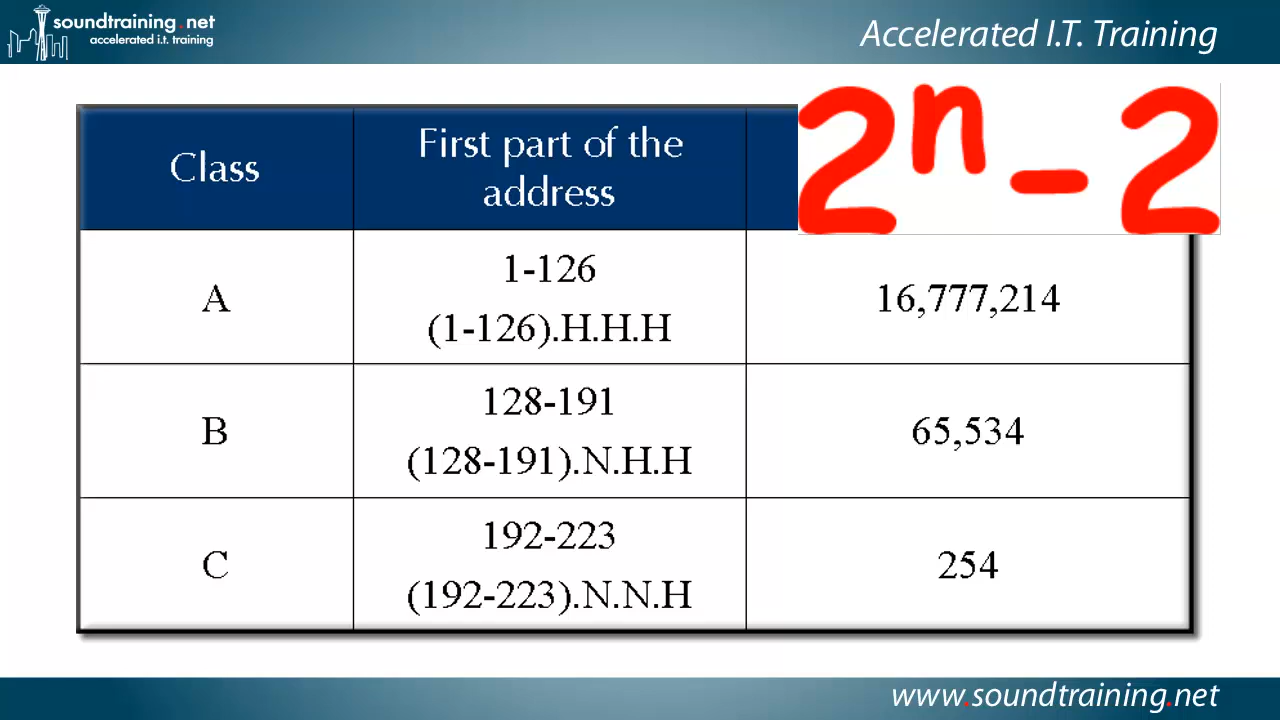 soundtraining.net
accelerated i.t. training
Accelerated I.T. Training
Class
First part of the
address
2ⁿ - 2
A
1-126
(1-126).H.H.H
16,777,214
B
128-191
(128-191).N.H.H
65,534
C
192-223
(192-223).N.N.H
254
www.soundtraining.net